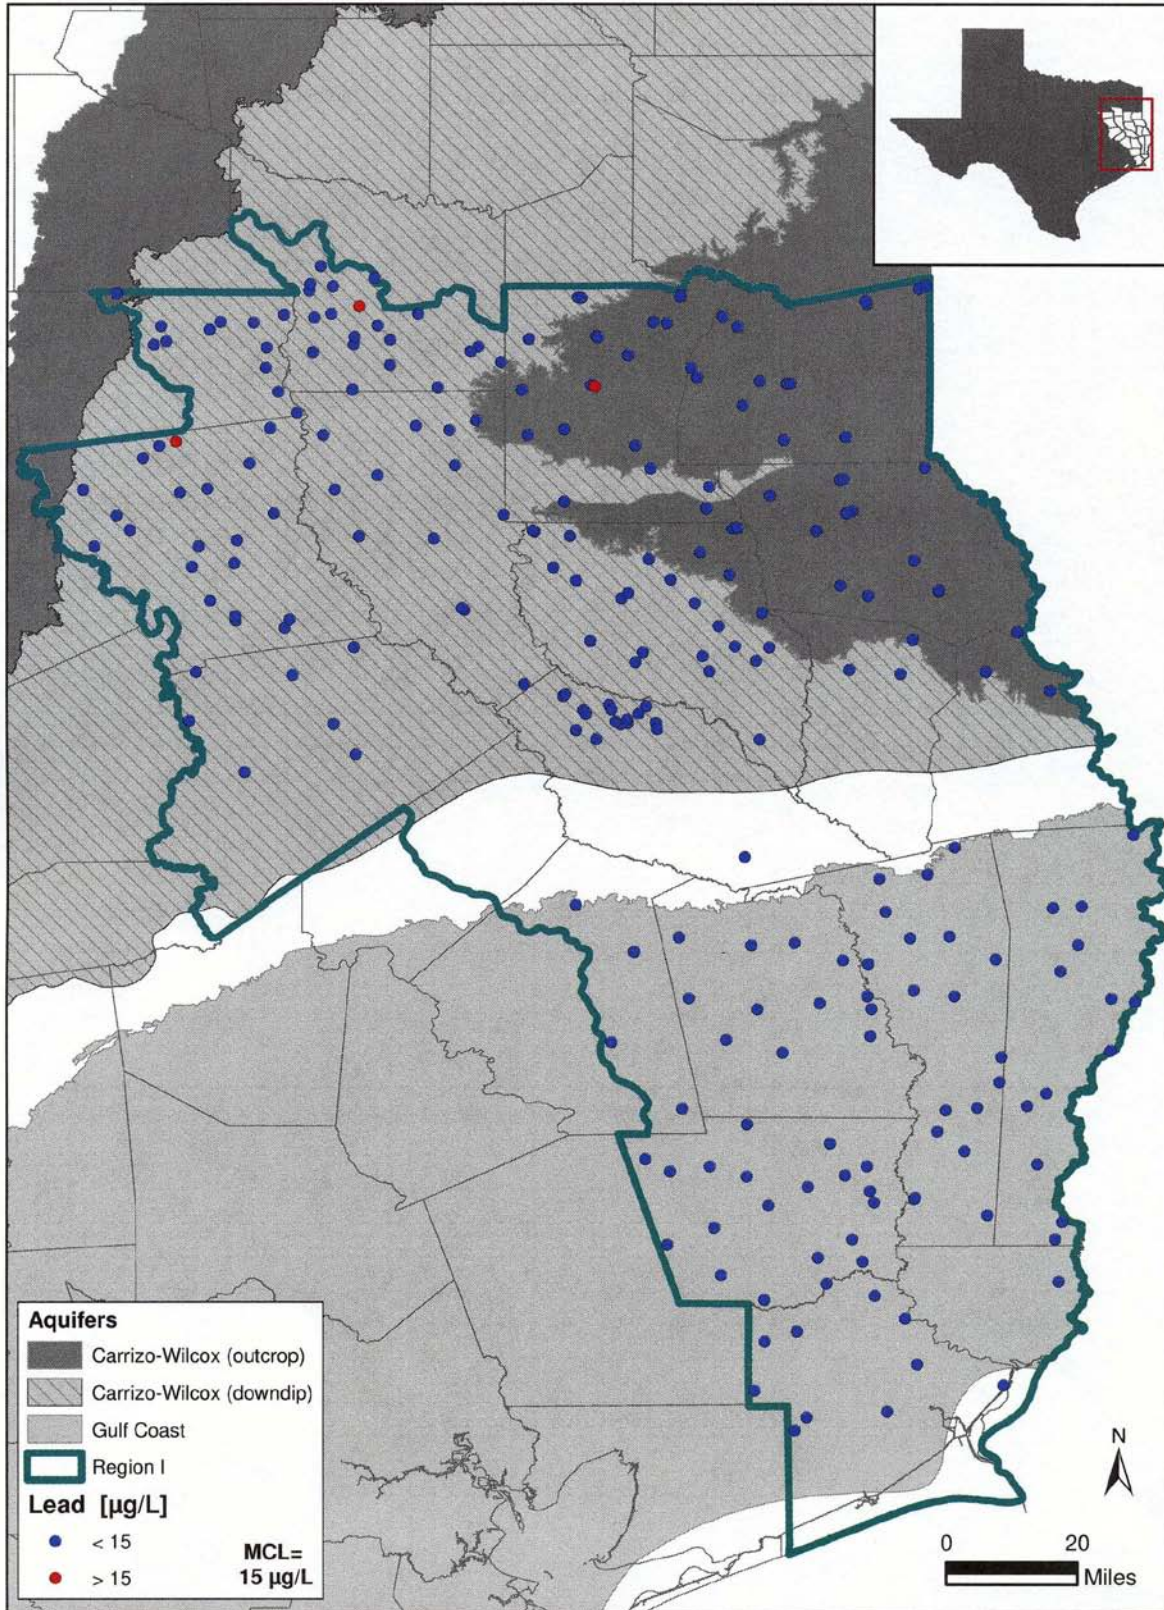 Aquifers
Carrizo-Wilcox (outcrop)
Carrizo-Wilcox (downdip)
Gulf Coast
Region I
Lead [µg/L]
< 15
> 15
MCL=
15 µg/L
N
0 20
Miles